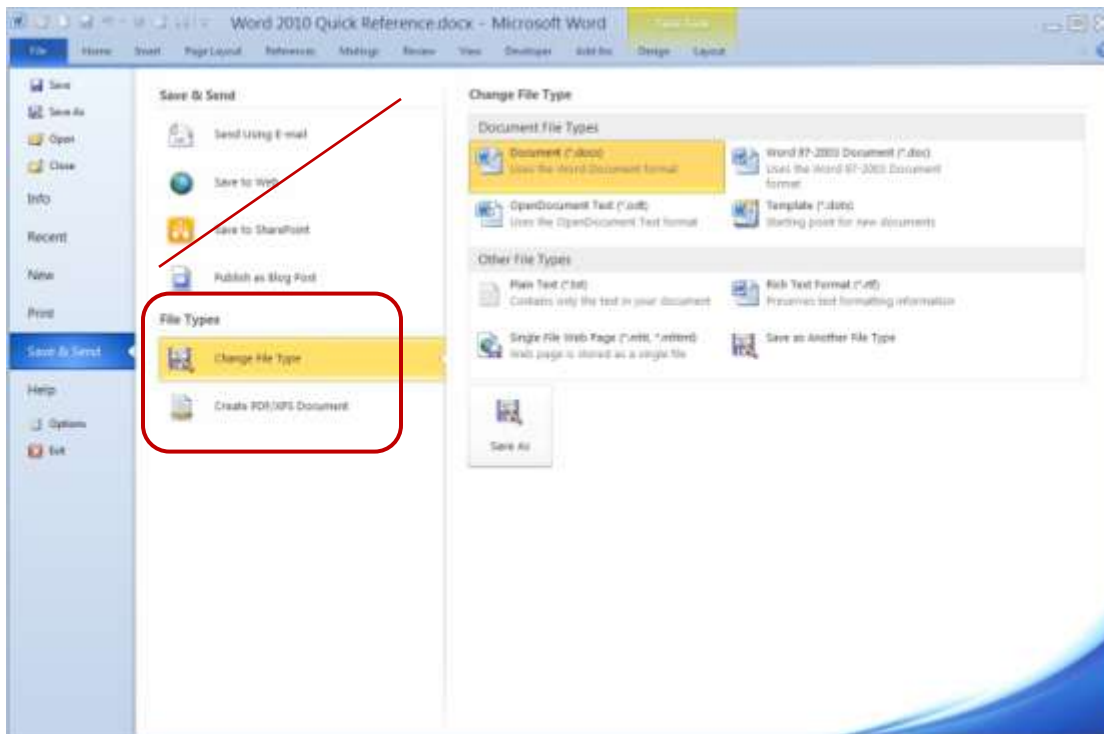 Word 2010 Quick Reference.docx - Microsoft Word
File Home Insert Page Layout References Mailings Review View Developer Add-Ins Design Layout
Save
Save As
Open
Close
Info
Recent
New
Print
Save & Send
Help
Options
Exit
Save & Send
Send Using E-mail
Save to Web
Save to SharePoint
Publish as Blog Post
File Types
Change File Type
Create PDF/XPS Document
Change File Type
Document File Types
Document (*.docx)
Uses the Word Document format
Word 97-2003 Document (*.doc)
Uses the Word 97-2003 Document
format
OpenDocument Text (*.odt)
Uses the OpenDocument Text format
Template (*.dotx)
Starting point for new documents
Other File Types
Plain Text (*.txt)
Contains only the text in your document
Rich Text Format (*.rtf)
Preserves text formatting information
Single File Web Page (*.mht, *.mhtml)
Web page is stored as a single file
Save as Another File Type
Save As